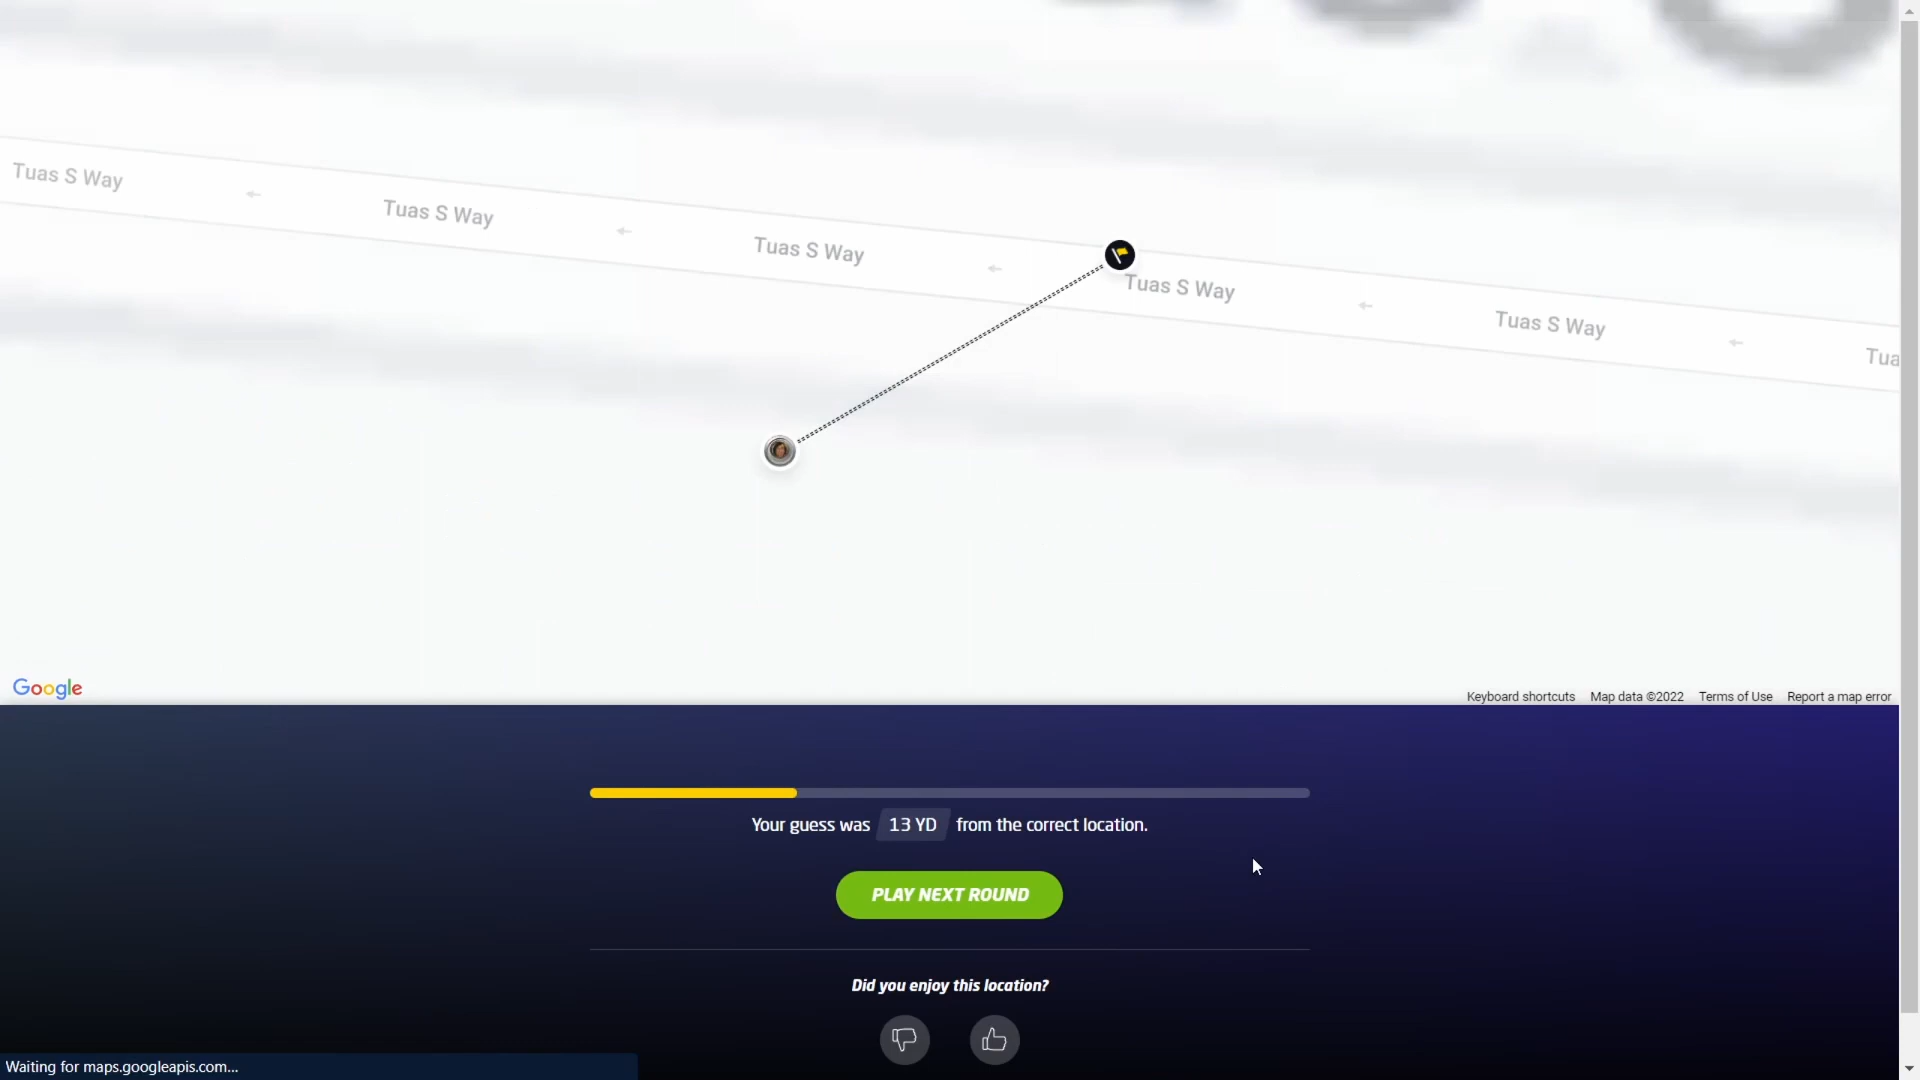 Tuas S Way
Tuas S Way
Tuas S Way
Tuas S Way
Tuas S Way
Tua
Google
Keyboard shortcuts Map data ©2022 Terms of Use Report a map error
Your guess was 13 YD from the correct location.
PLAY NEXT ROUND
Did you enjoy this location?
Waiting for maps.googleapis.com...